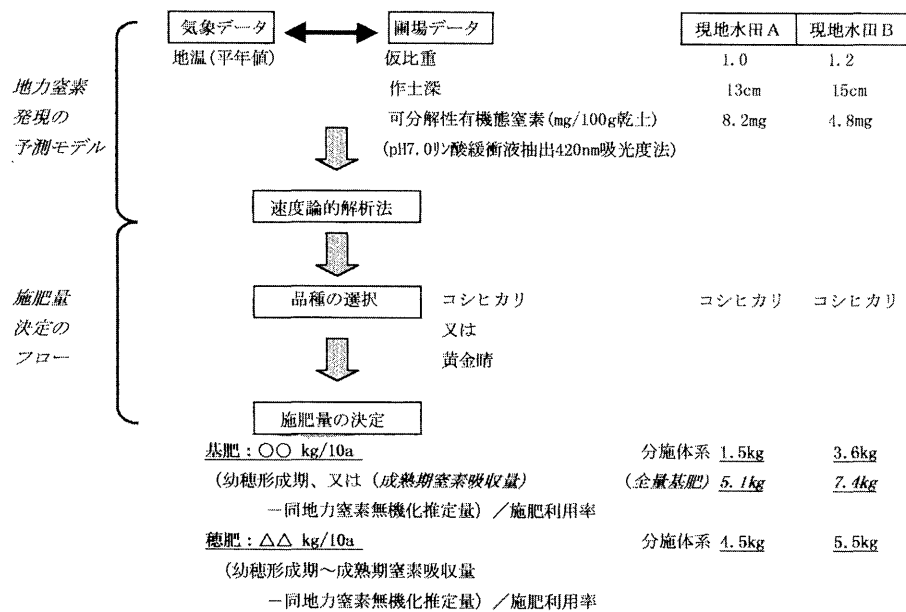 気象データ 圃場データ 現地水田A 現地水田B
地温(平年値) 仮比重 1.0 1.2
地力窒素 作土深 13cm 15cm
発現の 可分解性有機態窒素(mg/100g乾土) 8.2mg 4.8mg
予測モデル (pH7.0リン酸緩衝液抽出420nm吸光度法)
速度論的解析法
施肥量 品種の選択 コシヒカリ コシヒカリ コシヒカリ
決定の 又は
フロー 黄金晴
施肥量の決定
基肥:○○ kg/10a 分施体系 1.5kg 3.6kg
(幼穂形成期、又は(成熟期窒素吸収量) (全量基肥) 5.1kg 7.4kg
－同地力窒素無機化推定量)／施肥利用率
穂肥:△△ kg/10a 分施体系 4.5kg 5.5kg
(幼穂形成期～成熟期窒素吸収量
－同地力窒素無機化推定量)／施肥利用率